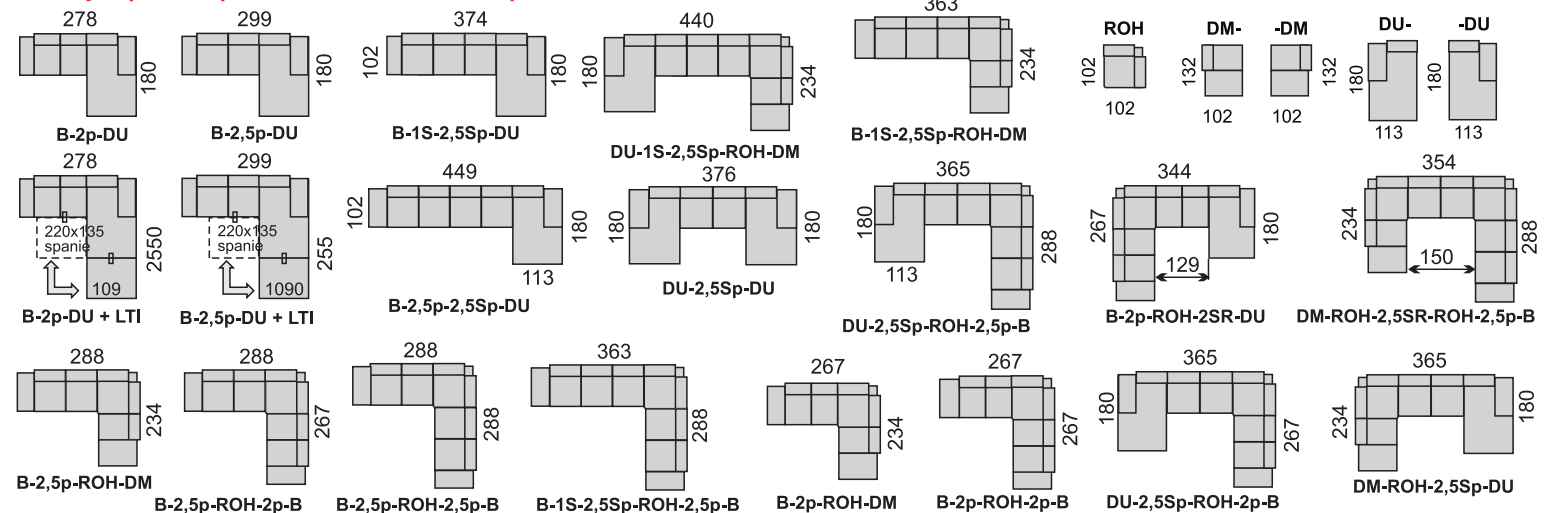 278 299 374 440 363
180 180 102 180 180 234 234
B-2p-DU B-2,5p-DU B-1S-2,5Sp-DU DU-1S-2,5Sp-ROH-DM B-1S-2,5Sp-ROH-DM
ROH DM- -DM DU- -DU
102 132 132 180 180
102 102 102 113 113
278 299 449 376 365 344 354
220x135 spanie 2550 109
220x135 spanie 255 1090
102 180 113
180 180
180 113 288
267 129 180
234 150 288
B-2p-DU + LTI B-2,5p-DU + LTI B-2,5p-2,5Sp-DU DU-2,5Sp-DU DU-2,5Sp-ROH-2,5p-B B-2p-ROH-2SR-DU DM-ROH-2,5SR-ROH-2,5p-B
288 288 288 363 267 267 365 365
234 267 288 288 234 267 180 267 234 180
B-2,5p-ROH-DM B-2,5p-ROH-2p-B B-2,5p-ROH-2,5p-B B-1S-2,5Sp-ROH-2,5p-B B-2p-ROH-DM B-2p-ROH-2p-B DU-2,5Sp-ROH-2p-B DM-ROH-2,5Sp-DU